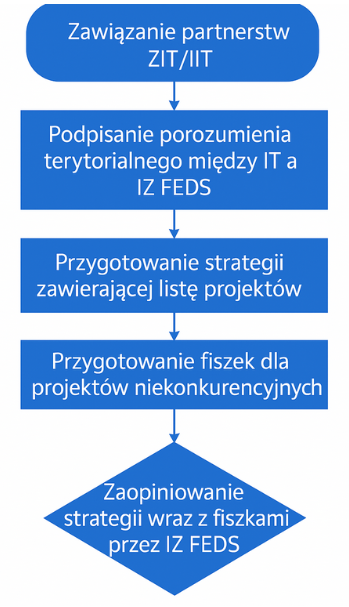 Zawiązanie partnerstw
ZIT/IIT
Podpisanie porozumienia
terytorialnego między IT a
IZ FEDS
Przygotowanie strategii
zawierającej listę projektów
Przygotowanie fiszek dla
projektów niekonkurencyjnych
Zaopiniowanie
strategii wraz z fiszkami
przez IZ FEDS